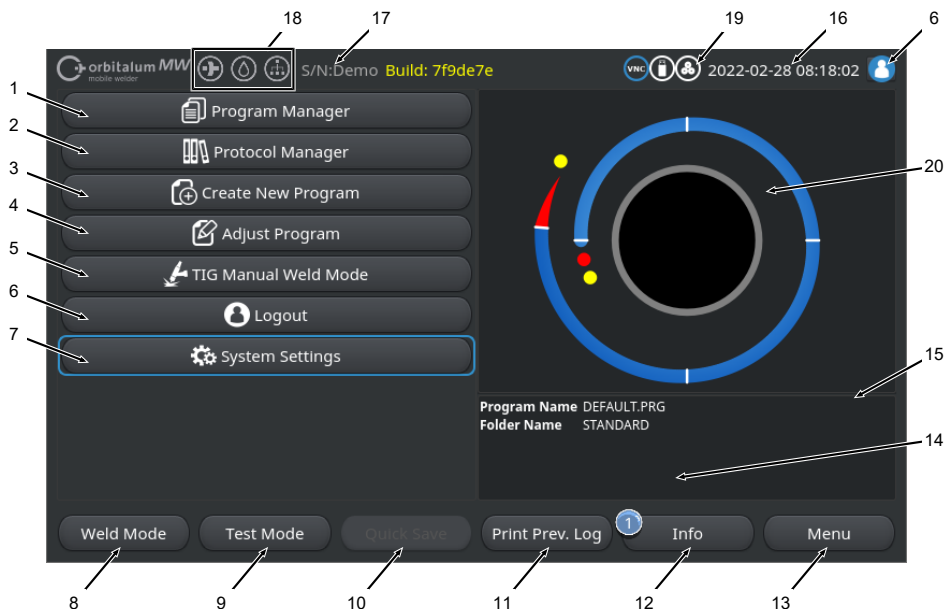 18 17 19 16 6
orbitalum MW S/N:Demo Build: 7f9de7e VNC 2022-02-28 08:18:02
mobile welder
1 Program Manager
2 Protocol Manager
3 Create New Program
20
4 Adjust Program
5 TIG Manual Weld Mode
6 Logout
7 System Settings
15
Program Name DEFAULT.PRG
Folder Name STANDARD
14
Weld Mode Test Mode Quick Save Print Prev. Log 1 Info Menu
8 9 10 11 12 13